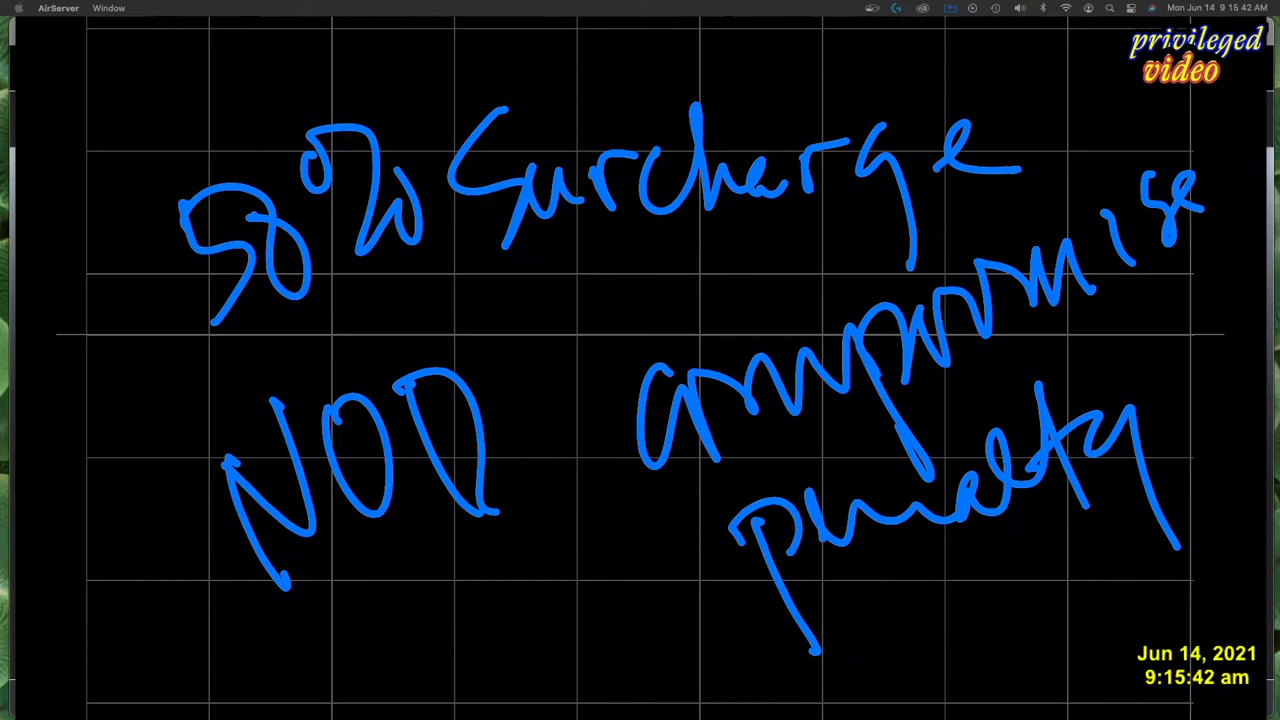 AirServer Window Mon Jun 14 9 15 42 AM
privileged
video
50% Surcharge
compromise
NOD
penalty
Jun 14, 2021
9:15:42 am